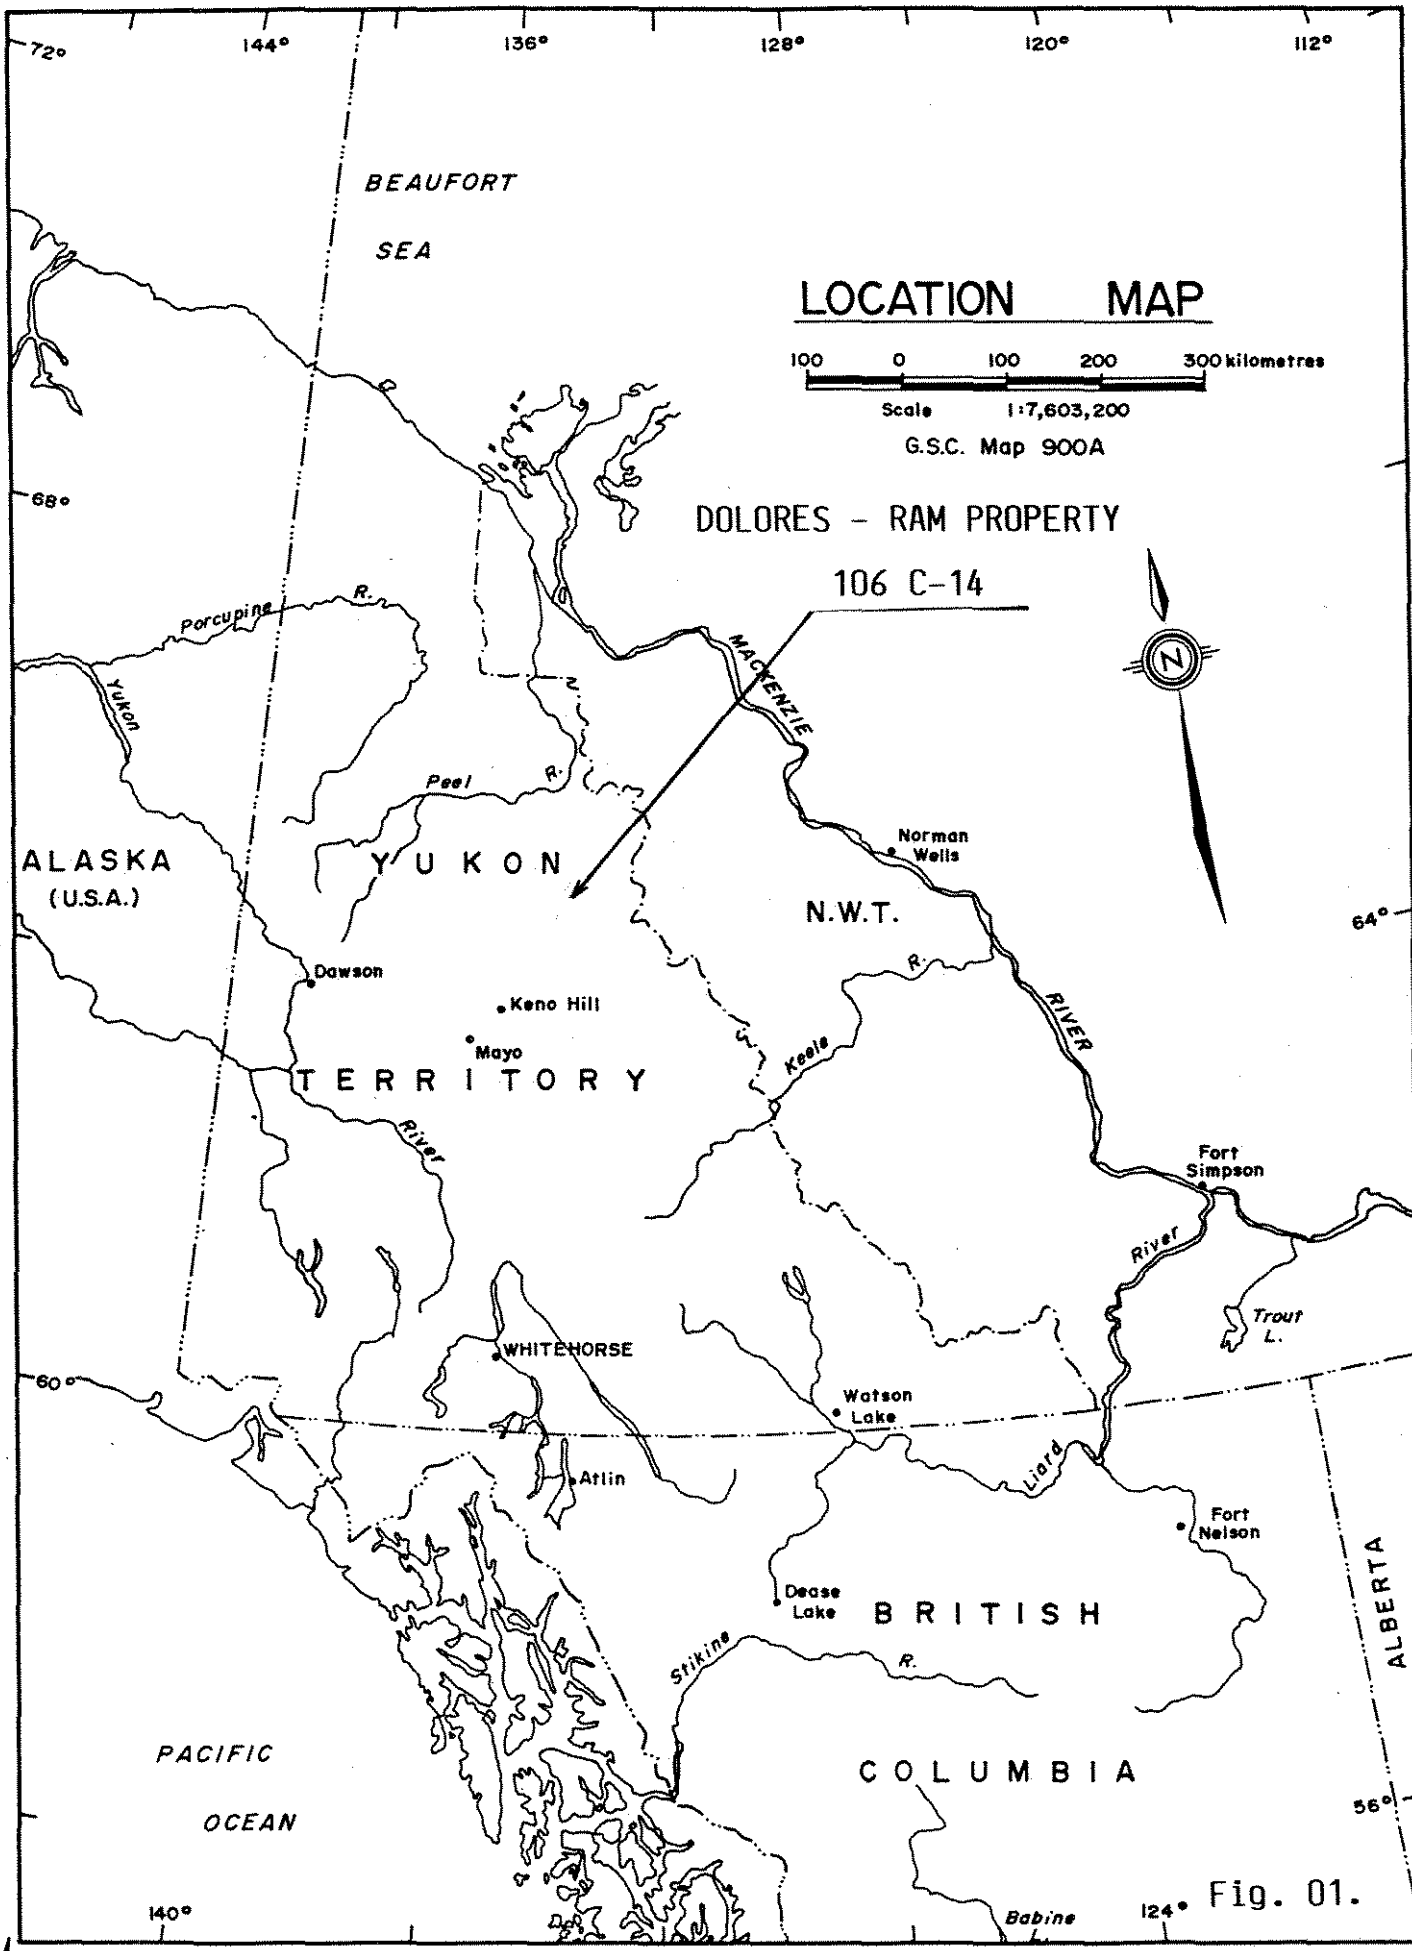 144° 136° 128° 120° 112°
72°
BEAUFORT
SEA
LOCATION MAP
100 0 100 200 300 kilometres
Scale 1:7,603,200
G.S.C. Map 900A
68°
DOLORES - RAM PROPERTY
106 C-14
Porcupine R.
MACKENZIE
N
Yukon
Peel R.
Norman
Wells
ALASKA
(U.S.A.)
YUKON
N.W.T.
64°
R.
Dawson
Keno Hill
RIVER
Mayo
Keele
TERRITORY
River
Fort
Simpson
River
Trout
L.
WHITEHORSE
60°
Watson
Lake
Liard
Atlin
Fort
Nelson
ALBERTA
Dease
Lake
BRITISH
Stikine R.
PACIFIC
OCEAN
COLUMBIA
56°
Fig. 01.
140°
Babine
124°